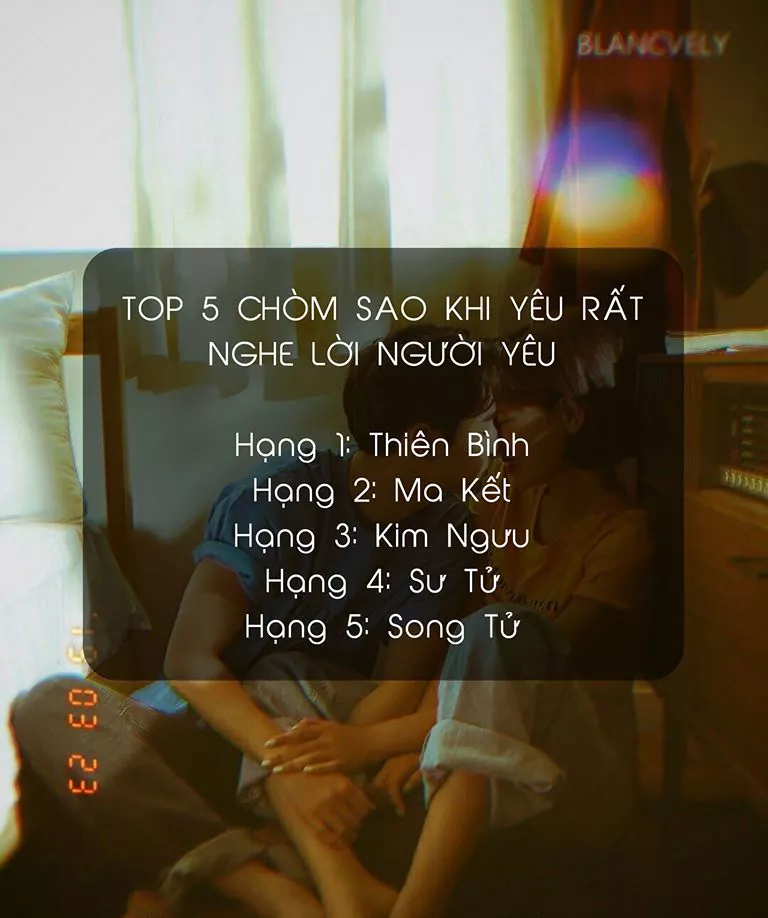 BLANCVELY
TOP 5 CHÒM SAO KHI YÊU RẤT
NGHE LỜI NGƯỜI YÊU
Hạng 1: Thiên Bình
Hạng 2: Ma Kết
Hạng 3: Kim Ngưu
Hạng 4: Sư Tử
Hạng 5: Song Tử
19 03 23